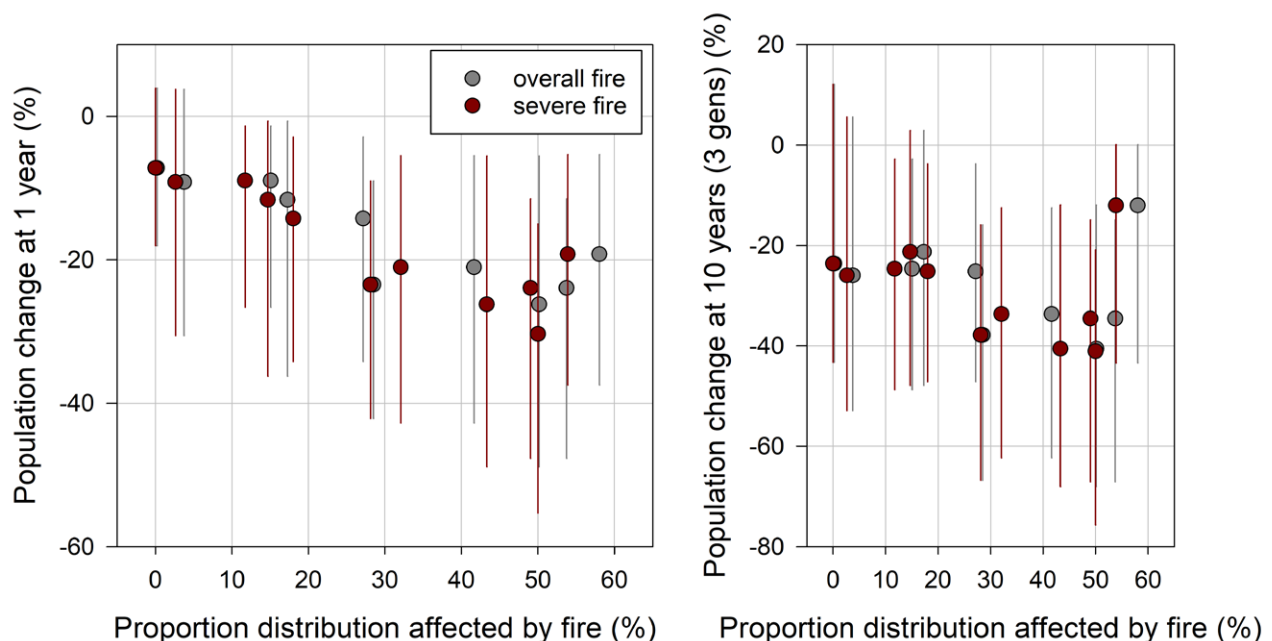 Population change at 1 year (%)
0
-20
-40
-60
0 10 20 30 40 50 60
Proportion distribution affected by fire (%)
overall fire
severe fire
Population change at 10 years (3 gens) (%)
20
0
-20
-40
-60
-80
0 10 20 30 40 50 60
Proportion distribution affected by fire (%)